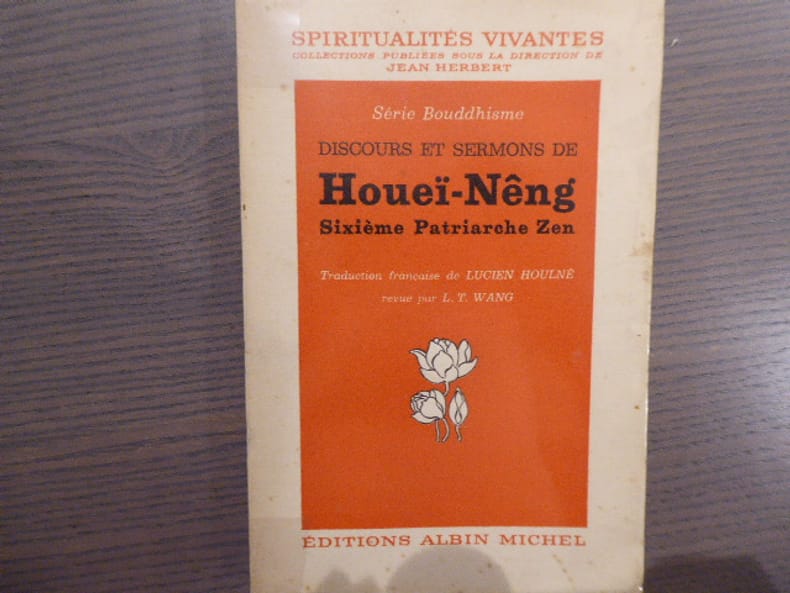 SPIRITUALITÉS VIVANTES
COLLECTIONS PUBLIÉES SOUS LA DIRECTION DE
JEAN HERBERT
Série Bouddhisme
DISCOURS ET SERMONS DE
Houeï-Nêng
Sixième Patriarche Zen
Traduction française de LUCIEN HOULNÉ
revue par L. T. WANG
ÉDITIONS ALBIN MICHEL